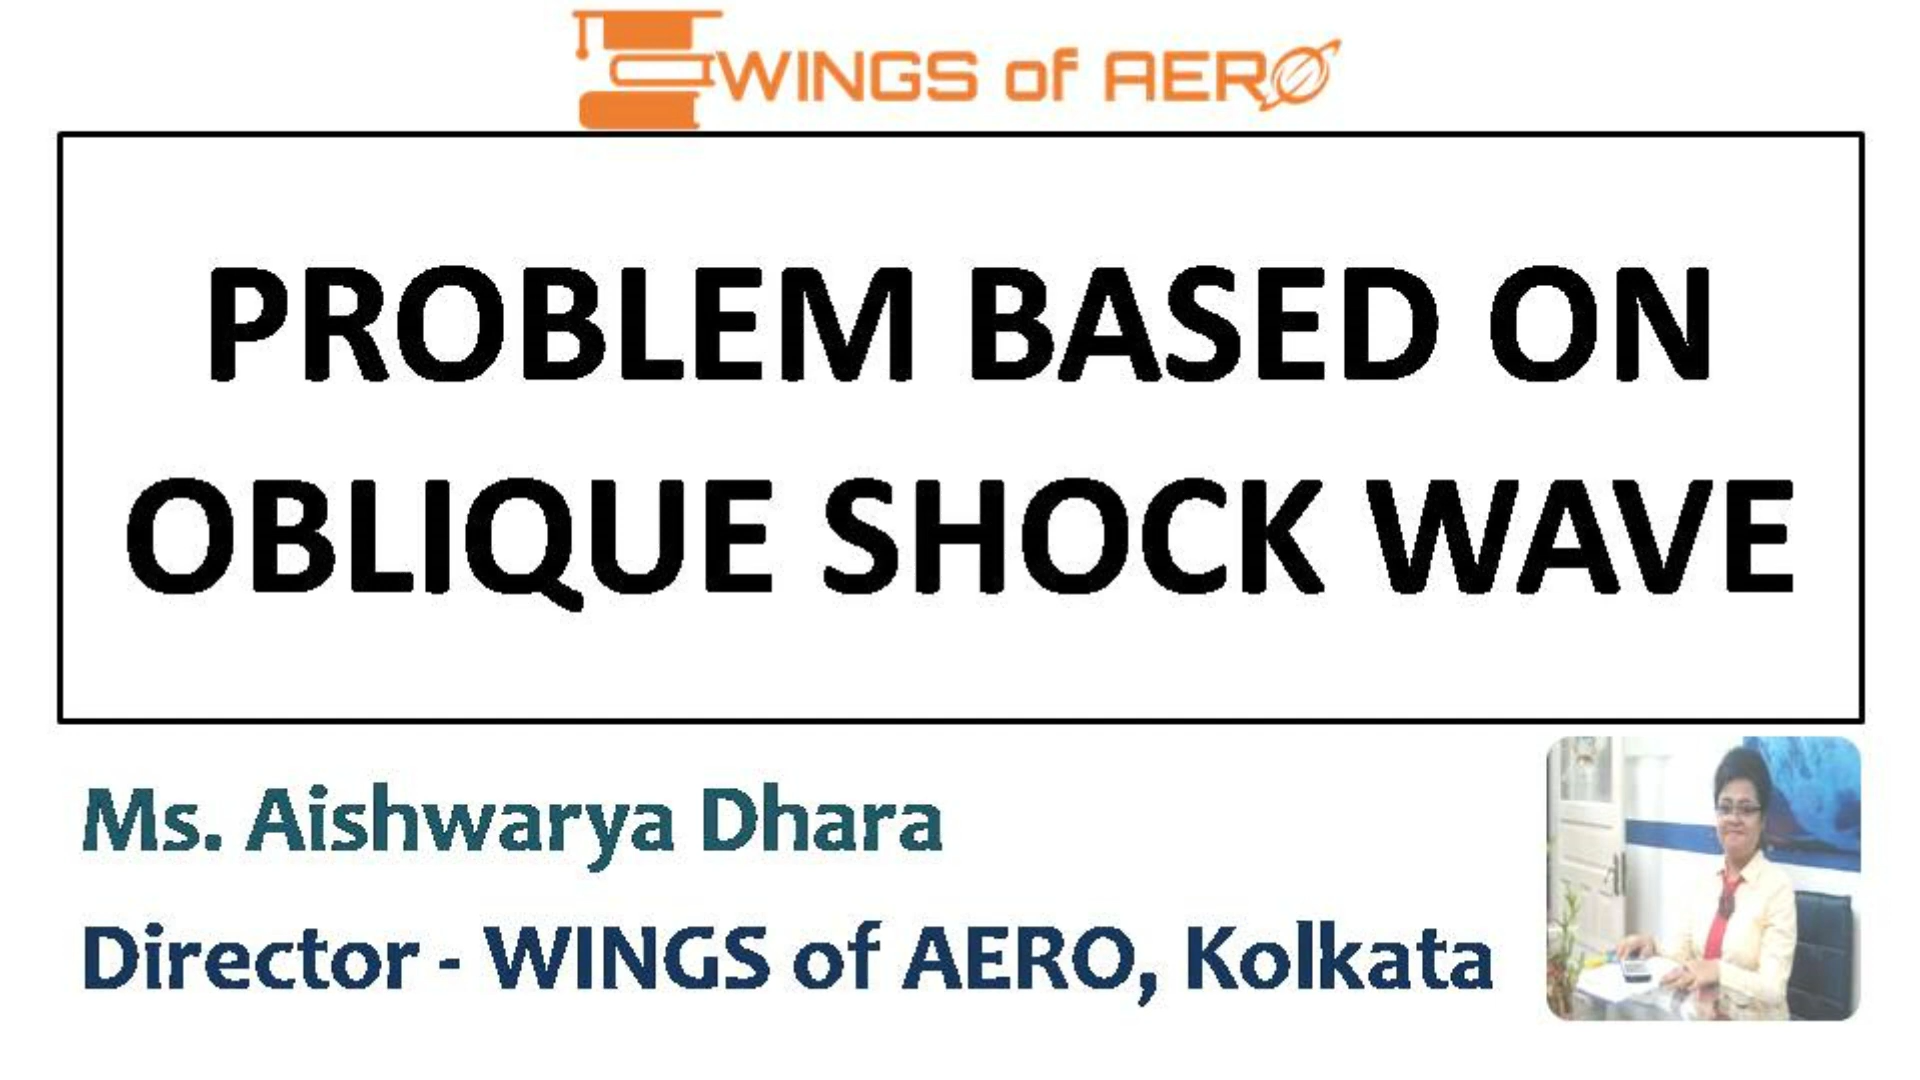 WINGS of AERO
PROBLEM BASED ON
OBLIQUE SHOCK WAVE
Ms. Aishwarya Dhara
Director - WINGS of AERO, Kolkata